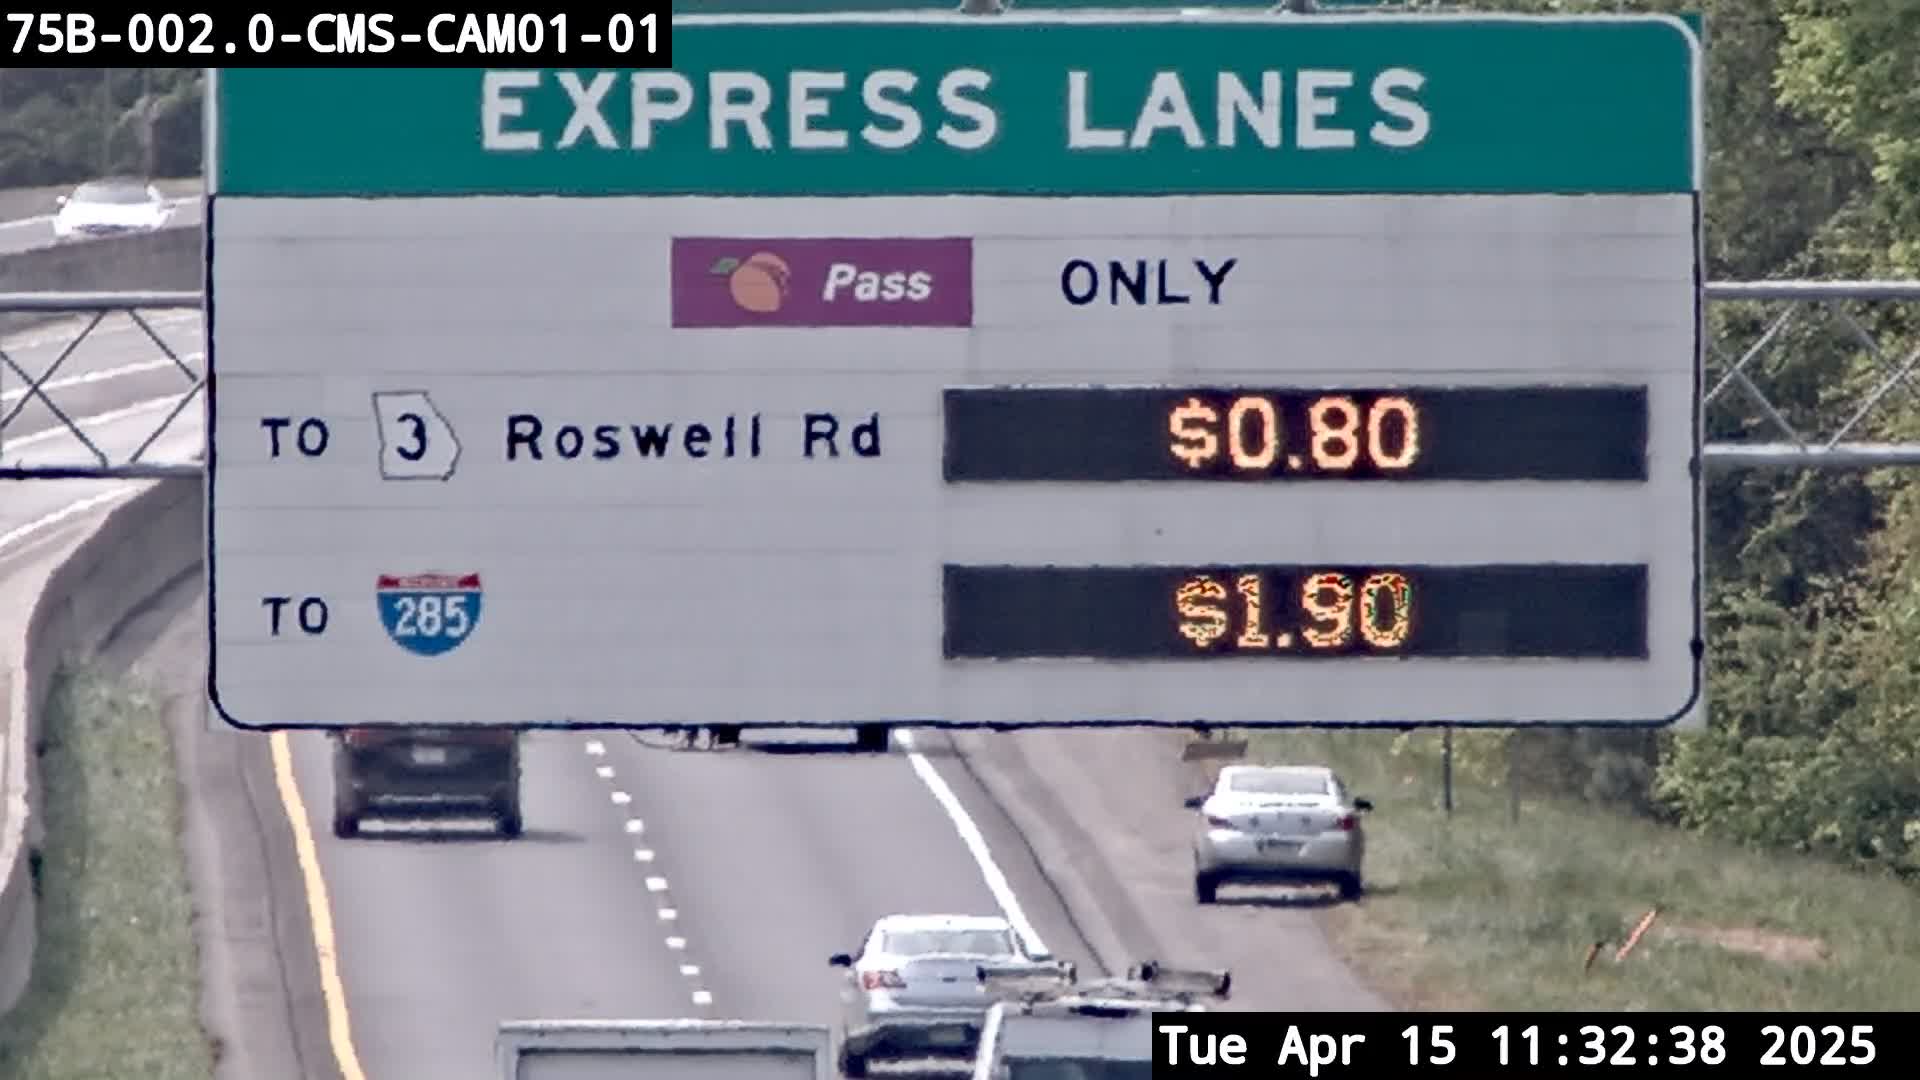 75B-002.0-CMS-CAM01-01
EXPRESS LANES
Pass ONLY
TO 3 Roswell Rd $0.80
TO 285 $1.90
Tue Apr 15 11:32:38 2025